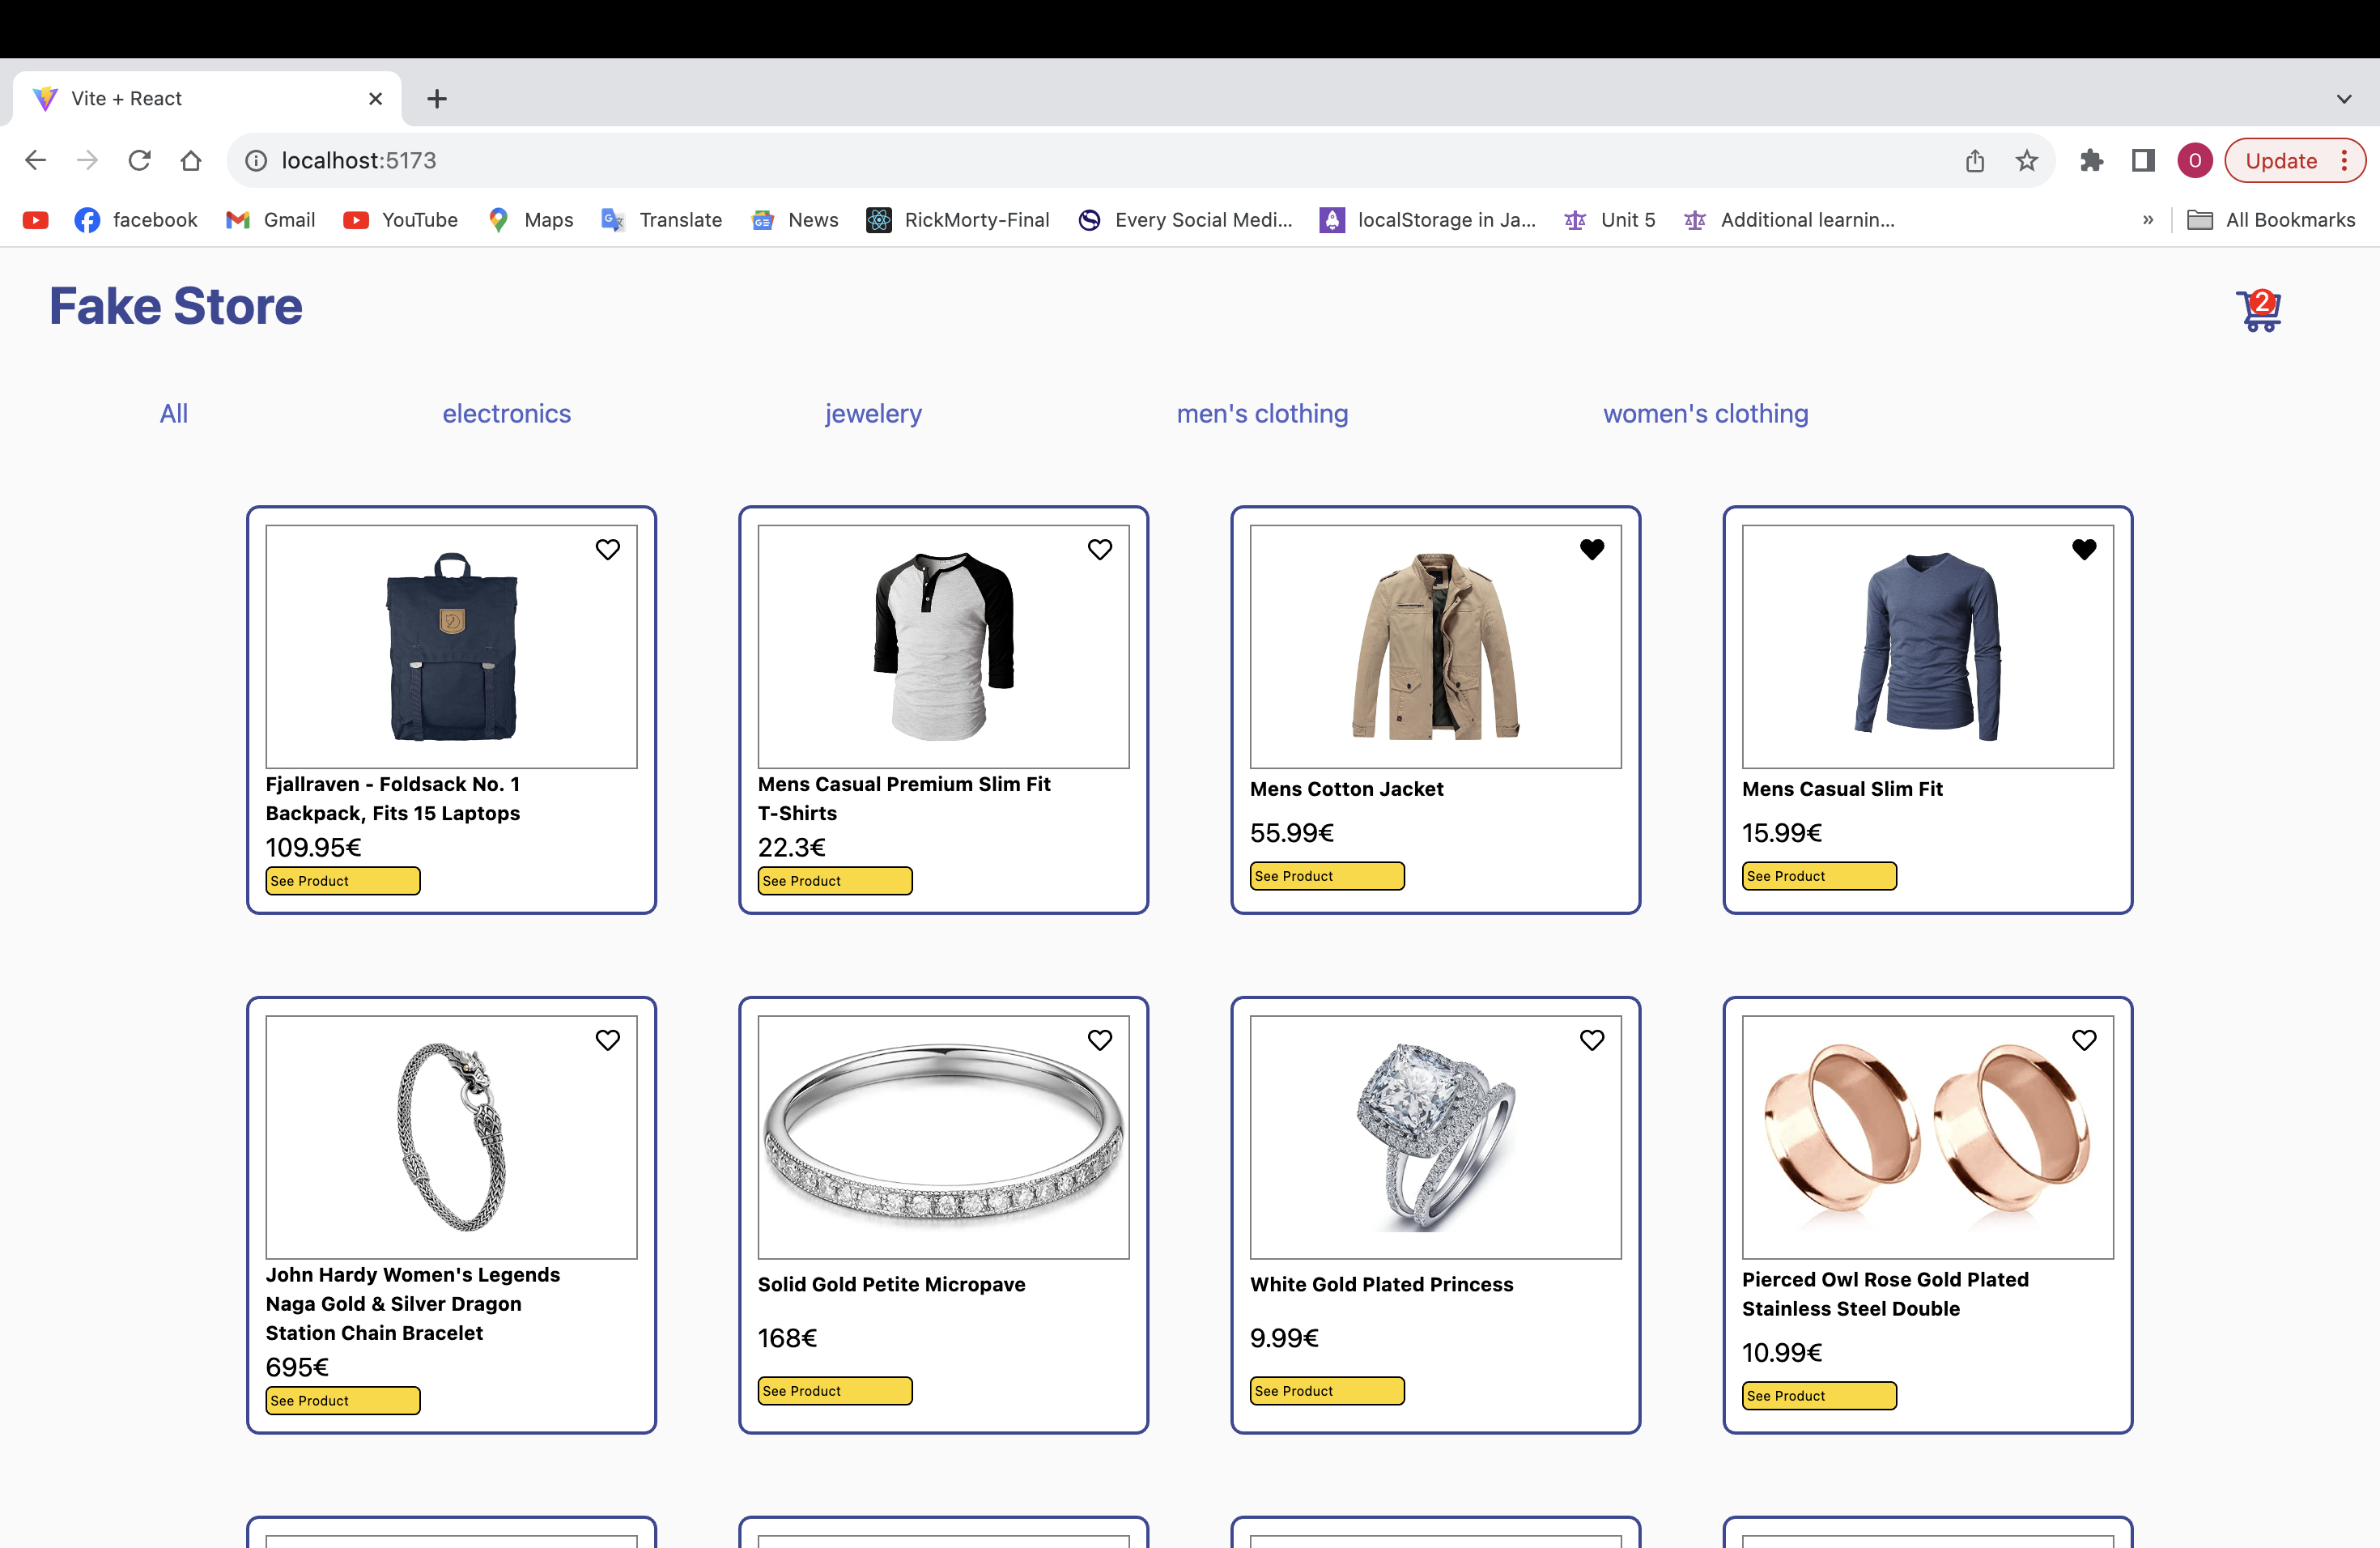 Vite + React
localhost:5173
O
Update
facebook
Gmail
YouTube
Maps
Translate
News
RickMorty-Final
Every Social Medi...
localStorage in Ja...
Unit 5
Additional learnin...
»
All Bookmarks
Fake Store
2
All
electronics
jewelery
men's clothing
women's clothing
Fjallraven - Foldsack No. 1
Backpack, Fits 15 Laptops
109.95€
See Product
Mens Casual Premium Slim Fit
T-Shirts
22.3€
See Product
Mens Cotton Jacket
55.99€
See Product
Mens Casual Slim Fit
15.99€
See Product
John Hardy Women's Legends
Naga Gold & Silver Dragon
Station Chain Bracelet
695€
See Product
Solid Gold Petite Micropave
168€
See Product
White Gold Plated Princess
9.99€
See Product
Pierced Owl Rose Gold Plated
Stainless Steel Double
10.99€
See Product